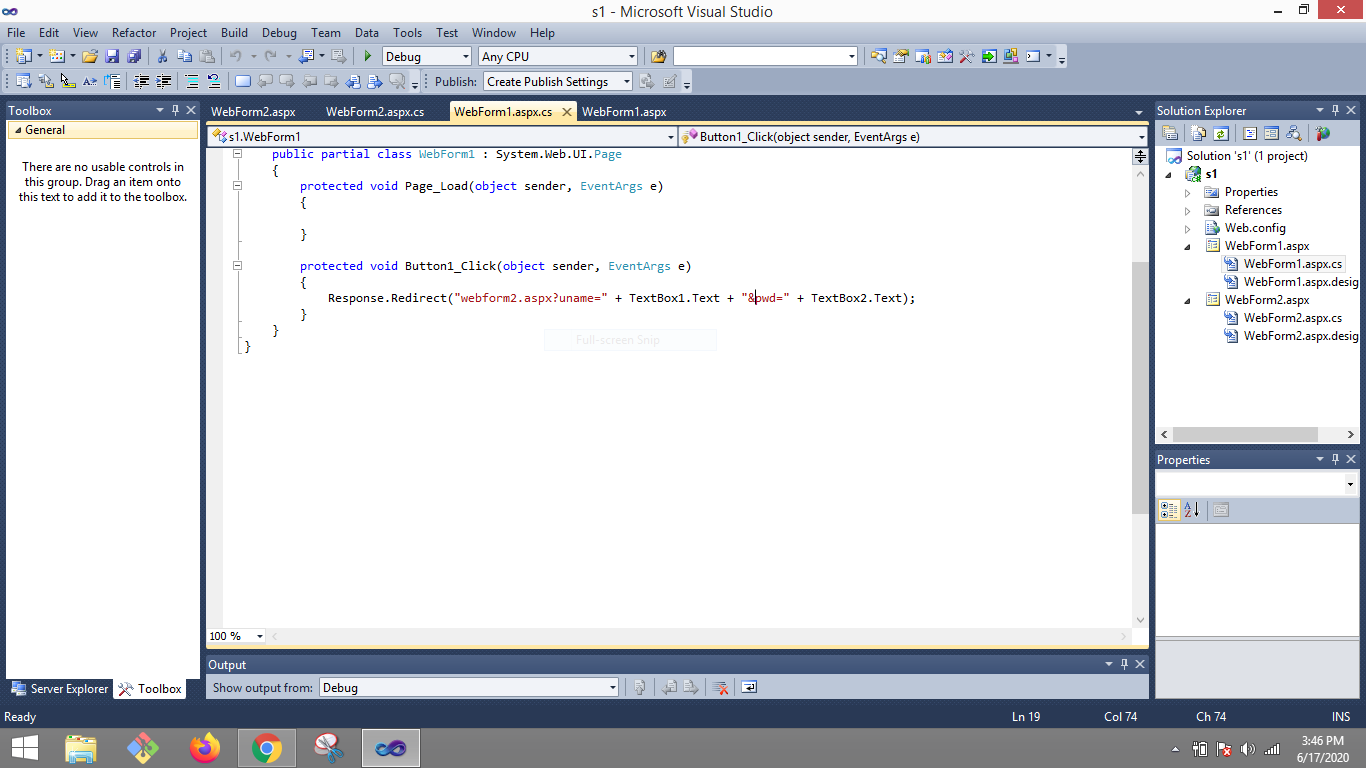 s1 - Microsoft Visual Studio
File Edit View Refactor Project Build Debug Team Data Tools Test Window Help
Debug Any CPU
Publish: Create Publish Settings
Toolbox
General
There are no usable controls in
this group. Drag an item onto
this text to add it to the toolbox.
Server Explorer Toolbox
WebForm2.aspx WebForm2.aspx.cs WebForm1.aspx.cs WebForm1.aspx
s1.WebForm1 Button1_Click(object sender, EventArgs e)
public partial class WebForm1 : System.Web.UI.Page
{
protected void Page_Load(object sender, EventArgs e)
{
}
protected void Button1_Click(object sender, EventArgs e)
{
Response.Redirect("webform2.aspx?uname=" + TextBox1.Text + "&pwd=" + TextBox2.Text);
}
}
}
Full-screen Snip
100 %
Output
Show output from: Debug
Solution Explorer
Solution 's1' (1 project)
s1
Properties
References
Web.config
WebForm1.aspx
WebForm1.aspx.cs
WebForm1.aspx.desig
WebForm2.aspx
WebForm2.aspx.cs
WebForm2.aspx.desig
Properties
Ready Ln 19 Col 74 Ch 74 INS
3:46 PM
6/17/2020